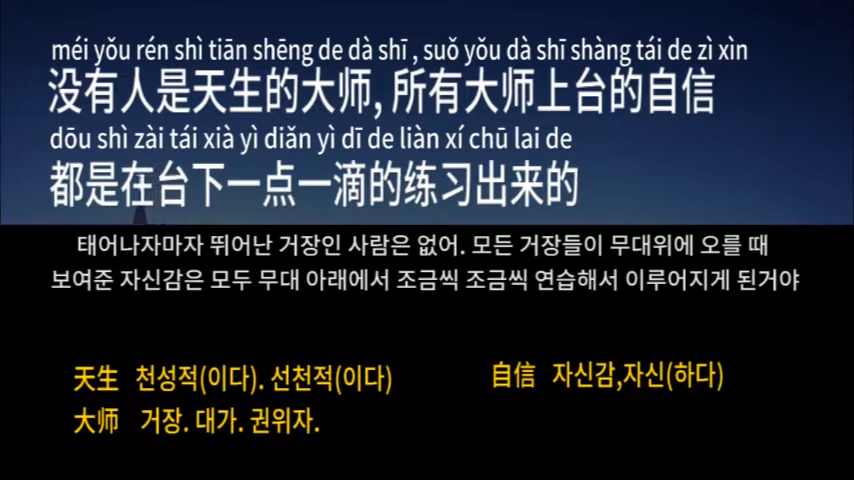 méi yǒu rén shì tiān shēng de dà shī , suǒ yǒu dà shī shàng tái de zì xìn
没有人是天生的大师, 所有大师上台的自信
dōu shì zài tái xià yì diǎn yì dī de liàn xí chū lai de
都是在台下一点一滴的练习出来的
태어나자마자 뛰어난 거장인 사람은 없어. 모든 거장들이 무대위에 오를 때
보여준 자신감은 모두 무대 아래에서 조금씩 조금씩 연습해서 이루어지게 된거야
天生 천성적(이다). 선천적(이다)
自信 자신감,자신(하다)
大师 거장. 대가. 권위자.